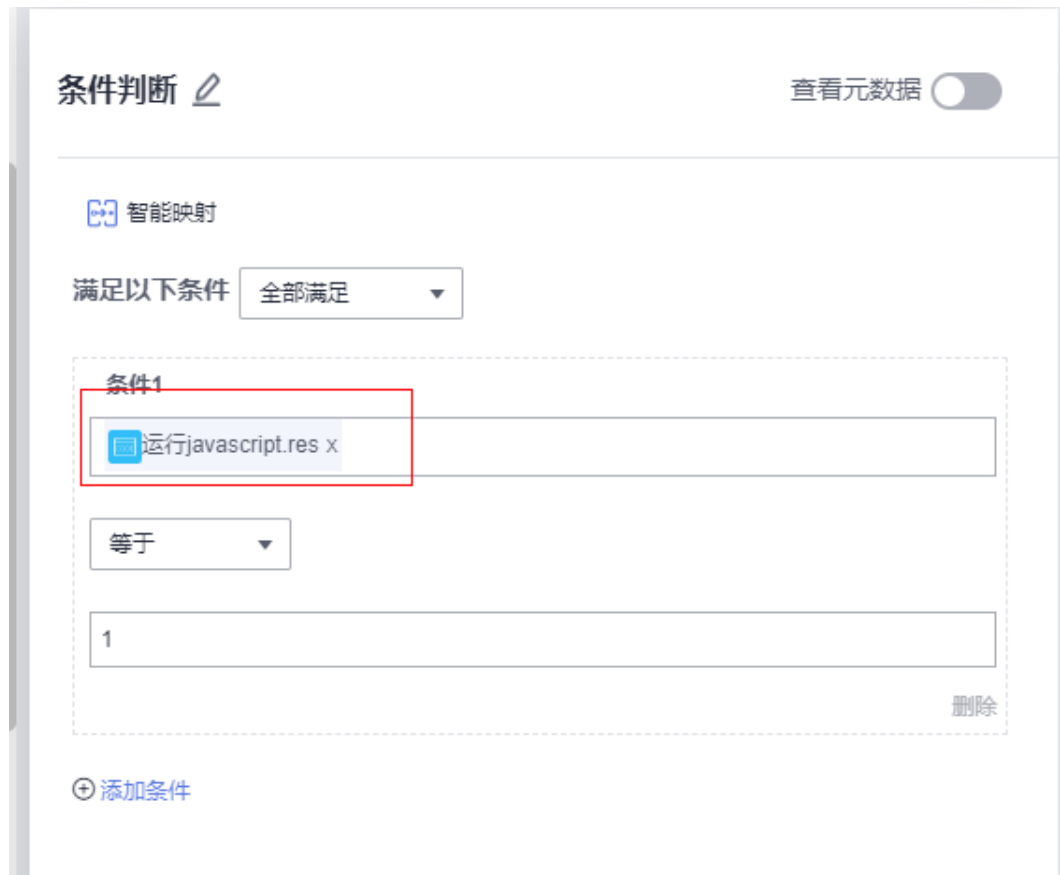 条件判断 查看元数据
智能映射
满足以下条件 全部满足
条件1
运行javascript.res x
等于
1
删除
添加条件